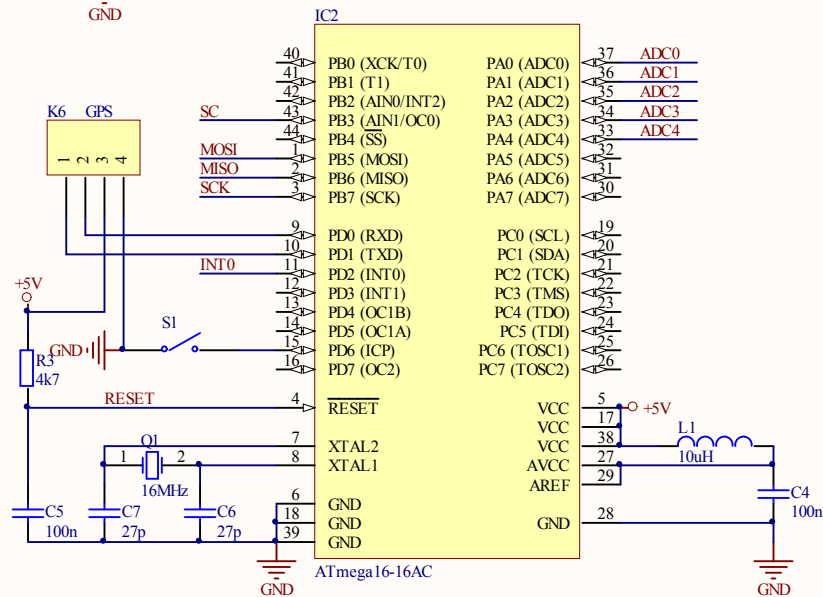 GND
IC2
40 PB0 (XCK/T0) PA0 (ADC0) 37 ADC0
41 PB1 (T1) PA1 (ADC1) 36 ADC1
42 PB2 (AIN0/INT2) PA2 (ADC2) 35 ADC2
SC 43 PB3 (AIN1/OC0) PA3 (ADC3) 34 ADC3
44 PB4 (SS) PA4 (ADC4) 33 ADC4
MOSI 1 PB5 (MOSI) PA5 (ADC5) 32
MISO 2 PB6 (MISO) PA6 (ADC6) 31
SCK 3 PB7 (SCK) PA7 (ADC7) 30
K6 GPS
1 2 3 4
9 PD0 (RXD) PC0 (SCL) 19
10 PD1 (TXD) PC1 (SDA) 20
INT0 11 PD2 (INT0) PC2 (TCK) 21
12 PD3 (INT1) PC3 (TMS) 22
13 PD4 (OC1B) PC4 (TDO) 23
14 PD5 (OC1A) PC5 (TDI) 24
15 PD6 (ICP) PC6 (TOSC1) 25
16 PD7 (OC2) PC7 (TOSC2) 26
+5V
S1
GND
R3
4k7
RESET 4 RESET VCC 5 +5V
VCC 17
7 XTAL2 VCC 38
8 XTAL1 AVCC 27
AREF 29
L1
10uH
Q1
1 2
16MHz
6 GND
18 GND GND 28
39 GND
C5
100n
C7
27p
C6
27p
C4
100n
GND
ATmega16-16AC
GND